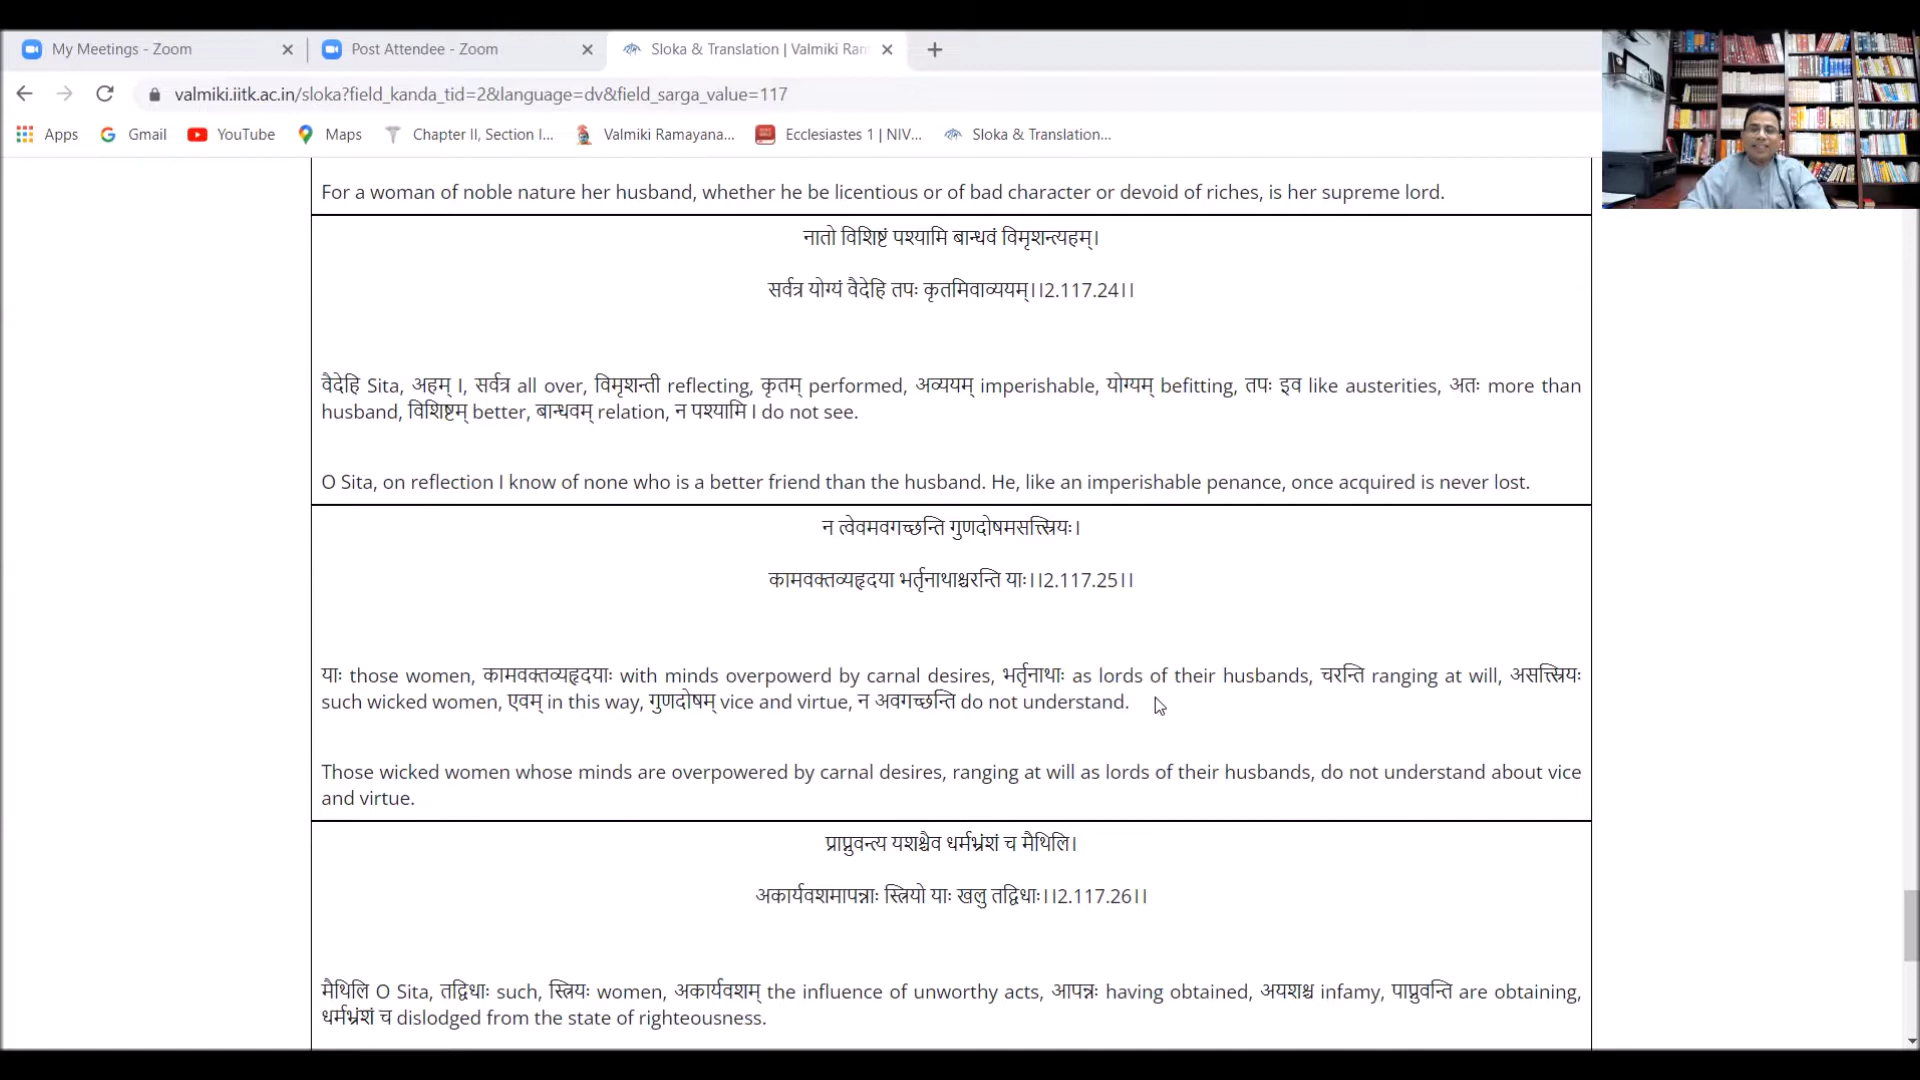 My Meetings - Zoom
Post Attendee - Zoom
Sloka & Translation | Valmiki Ram
valmiki.iitk.ac.in/sloka?field_kanda_tid=2&language=dv&field_sarga_value=117
Apps Gmail YouTube Maps Chapter II, Section I... Valmiki Ramayana... Ecclesiastes 1 | NIV... Sloka & Translation...
For a woman of noble nature her husband, whether he be licentious or of bad character or devoid of riches, is her supreme lord.
नातो विशिष्टं पश्यामि बान्धवं विमृशन्त्यहम्।
सर्वत्र योग्यं वैदेहि तपः कृतमिवाव्ययम्।।2.117.24।।
वैदेहि Sita, अहम् I, सर्वत्र all over, विमृशन्ती reflecting, कृतम् performed, अव्ययम् imperishable, योग्यम् befitting, तपः इव like austerities, अतः more than
husband, विशिष्टम् better, बान्धवम् relation, न पश्यामि I do not see.
O Sita, on reflection I know of none who is a better friend than the husband. He, like an imperishable penance, once acquired is never lost.
न त्वेवमवगच्छन्ति गुणदोषमसत्स्त्रियः।
कामवक्तव्यहृदया भर्तृनाथाश्चरन्ति याः।।2.117.25।।
याः those women, कामवक्तव्यहृदयाः with minds overpowerd by carnal desires, भर्तृनाथाः as lords of their husbands, चरन्ति ranging at will, असत्स्त्रियः
such wicked women, एवम् in this way, गुणदोषम् vice and virtue, न अवगच्छन्ति do not understand.
Those wicked women whose minds are overpowered by carnal desires, ranging at will as lords of their husbands, do not understand about vice
and virtue.
प्राप्नुवन्त्य यशश्चैव धर्मभ्रंशं च मैथिलि।
अकार्यवशमापन्नाः स्त्रियो याः खलु तद्विधाः।।2.117.26।।
मैथिलि O Sita, तद्विधाः such, स्त्रियः women, अकार्यवशम् the influence of unworthy acts, आपन्नः having obtained, अयशश्च infamy, पाप्नुवन्ति are obtaining,
धर्मभ्रंशं च dislodged from the state of righteousness.